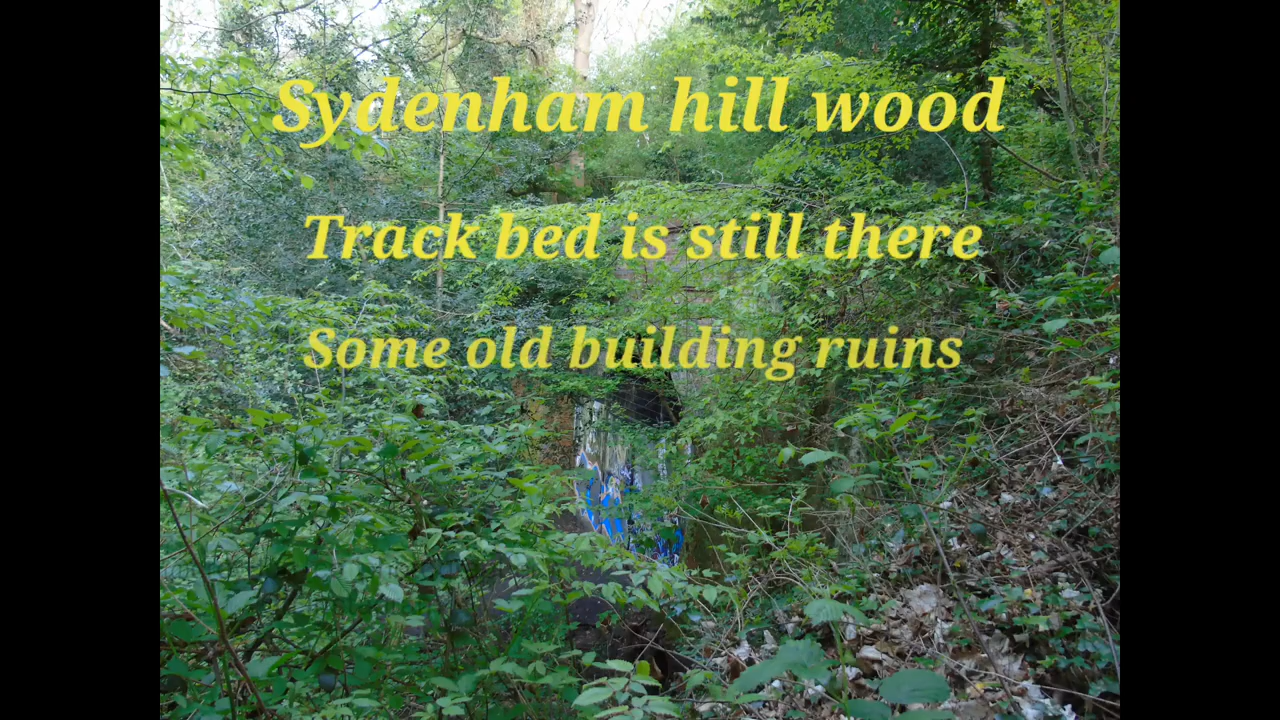 Sydenham hill wood
Track bed is still there
Some old building ruins